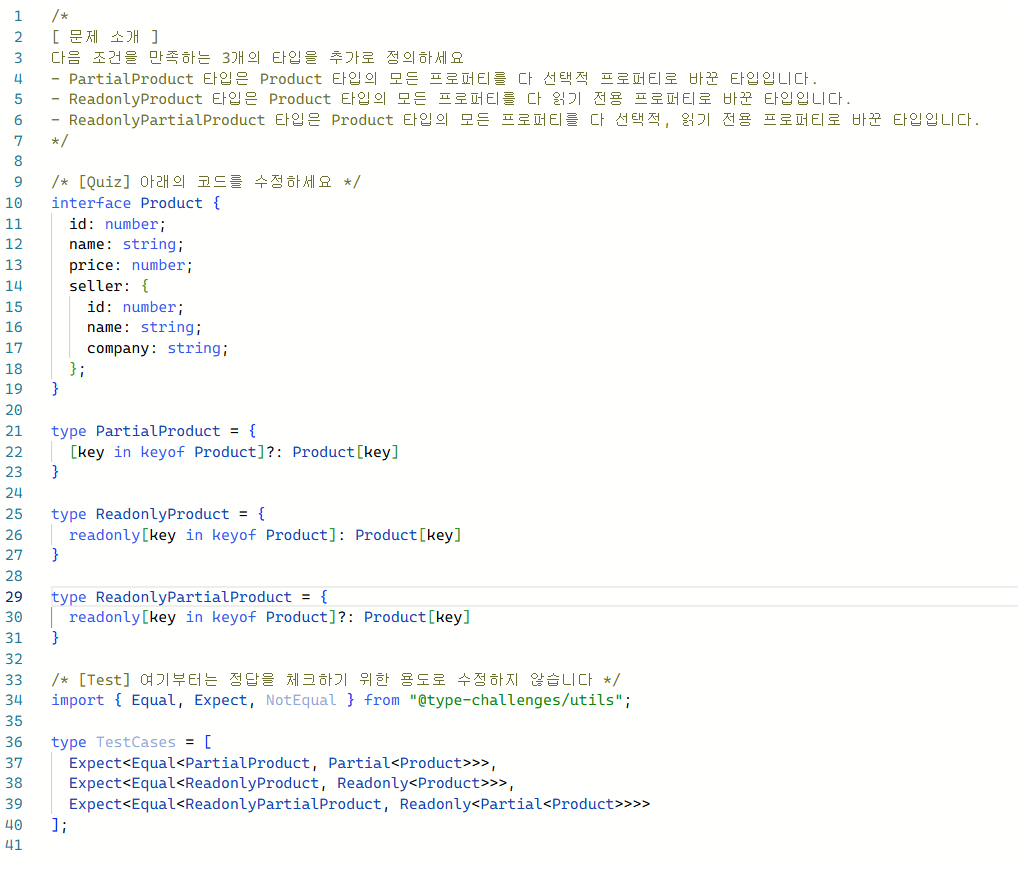 1 /*
2 [ 문제 소개 ]
3 다음 조건을 만족하는 3개의 타입을 추가로 정의하세요
4 - PartialProduct 타입은 Product 타입의 모든 프로퍼티를 다 선택적 프로퍼티로 바꾼 타입입니다.
5 - ReadonlyProduct 타입은 Product 타입의 모든 프로퍼티를 다 읽기 전용 프로퍼티로 바꾼 타입입니다.
6 - ReadonlyPartialProduct 타입은 Product 타입의 모든 프로퍼티를 다 선택적, 읽기 전용 프로퍼티로 바꾼 타입입니다.
7 */
8
9 /* [Quiz] 아래의 코드를 수정하세요 */
10 interface Product {
11   id: number;
12   name: string;
13   price: number;
14   seller: {
15     id: number;
16     name: string;
17     company: string;
18   };
19 }
20
21 type PartialProduct = {
22   [key in keyof Product]?: Product[key]
23 }
24
25 type ReadonlyProduct = {
26   readonly[key in keyof Product]: Product[key]
27 }
28
29 type ReadonlyPartialProduct = {
30   readonly[key in keyof Product]?: Product[key]
31 }
32
33 /* [Test] 여기부터는 정답을 체크하기 위한 용도로 수정하지 않습니다 */
34 import { Equal, Expect, NotEqual } from "@type-challenges/utils";
35
36 type TestCases = [
37   Expect<Equal<PartialProduct, Partial<Product>>>,
38   Expect<Equal<ReadonlyProduct, Readonly<Product>>>,
39   Expect<Equal<ReadonlyPartialProduct, Readonly<Partial<Product>>>>
40 ];
41